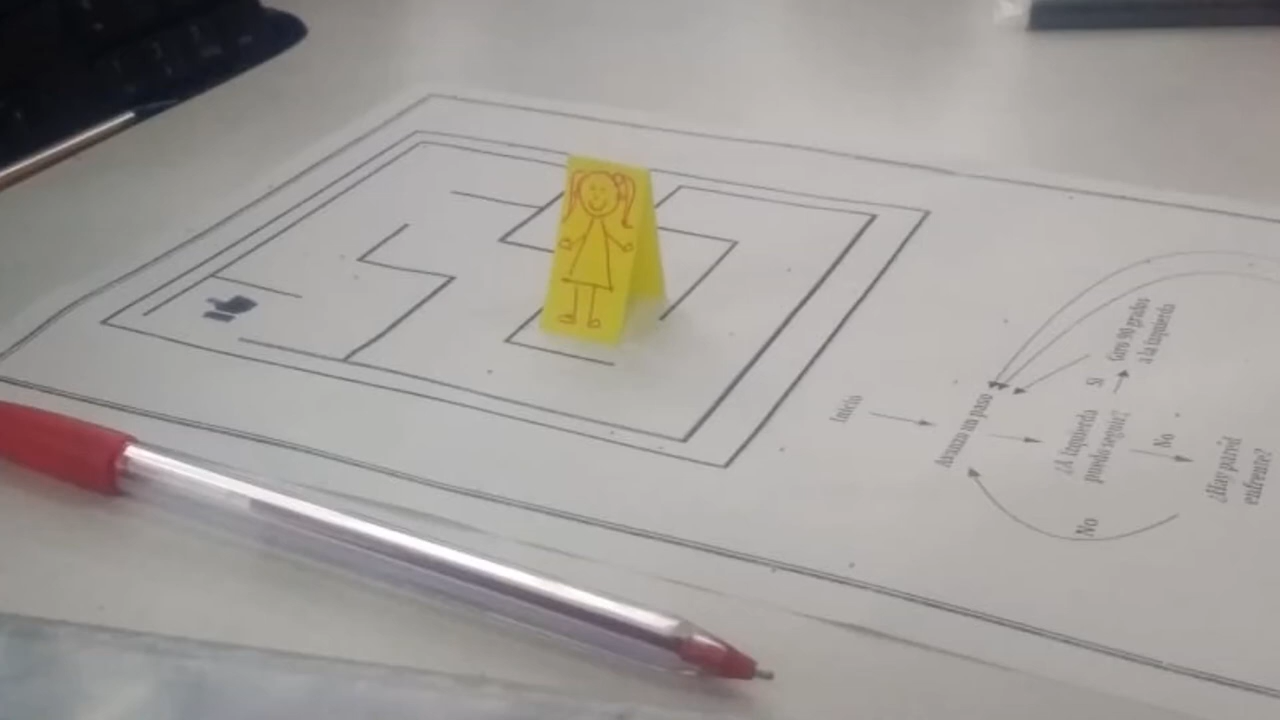 Inicio
Avanzo un paso
¿A Izquierda
puedo seguir?
Si
Giro 90 grados
a la izquierda
No
¿Hay pared
enfrente?
No